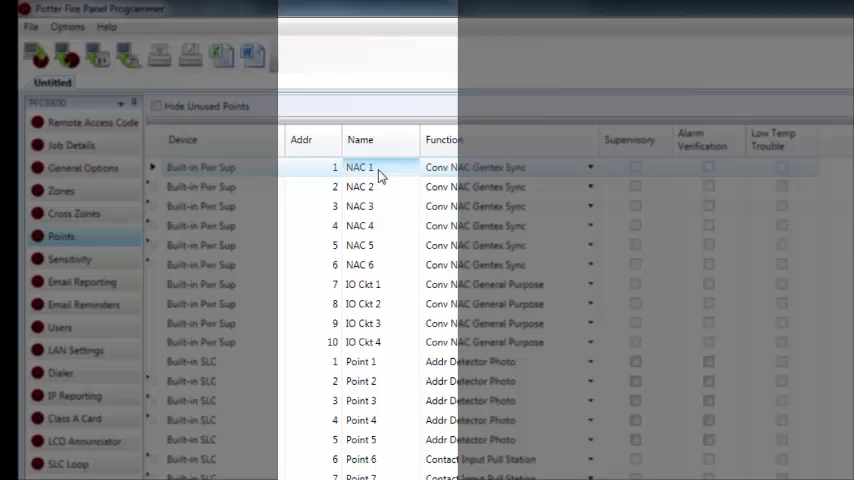 Potter Fire Panel Programmer
File Options Help
Untitled
PFC6800
Hide Unused Points
Remote Access Code
Job Details
General Options
Zones
Cross Zones
Points
Sensitivity
Email Reporting
Email Reminders
Users
LAN Settings
Dialer
IP Reporting
Class A Card
LCD Annunciator
SLC Loop
Device Addr Name Function Supervisory Alarm Verification Low Temp Trouble
Built-in Pwr Sup 1 NAC 1 Conv NAC Gentex Sync
Built-in Pwr Sup 2 NAC 2 Conv NAC Gentex Sync
Built-in Pwr Sup 3 NAC 3 Conv NAC Gentex Sync
Built-in Pwr Sup 4 NAC 4 Conv NAC Gentex Sync
Built-in Pwr Sup 5 NAC 5 Conv NAC Gentex Sync
Built-in Pwr Sup 6 NAC 6 Conv NAC Gentex Sync
Built-in Pwr Sup 7 IO Ckt 1 Conv NAC General Purpose
Built-in Pwr Sup 8 IO Ckt 2 Conv NAC General Purpose
Built-in Pwr Sup 9 IO Ckt 3 Conv NAC General Purpose
Built-in Pwr Sup 10 IO Ckt 4 Conv NAC General Purpose
Built-in SLC 1 Point 1 Addr Detector Photo
Built-in SLC 2 Point 2 Addr Detector Photo
Built-in SLC 3 Point 3 Addr Detector Photo
Built-in SLC 4 Point 4 Addr Detector Photo
Built-in SLC 5 Point 5 Addr Detector Photo
Built-in SLC 6 Point 6 Contact Input Pull Station
Built-in SLC 7 Point 7 Contact Input Pull Station